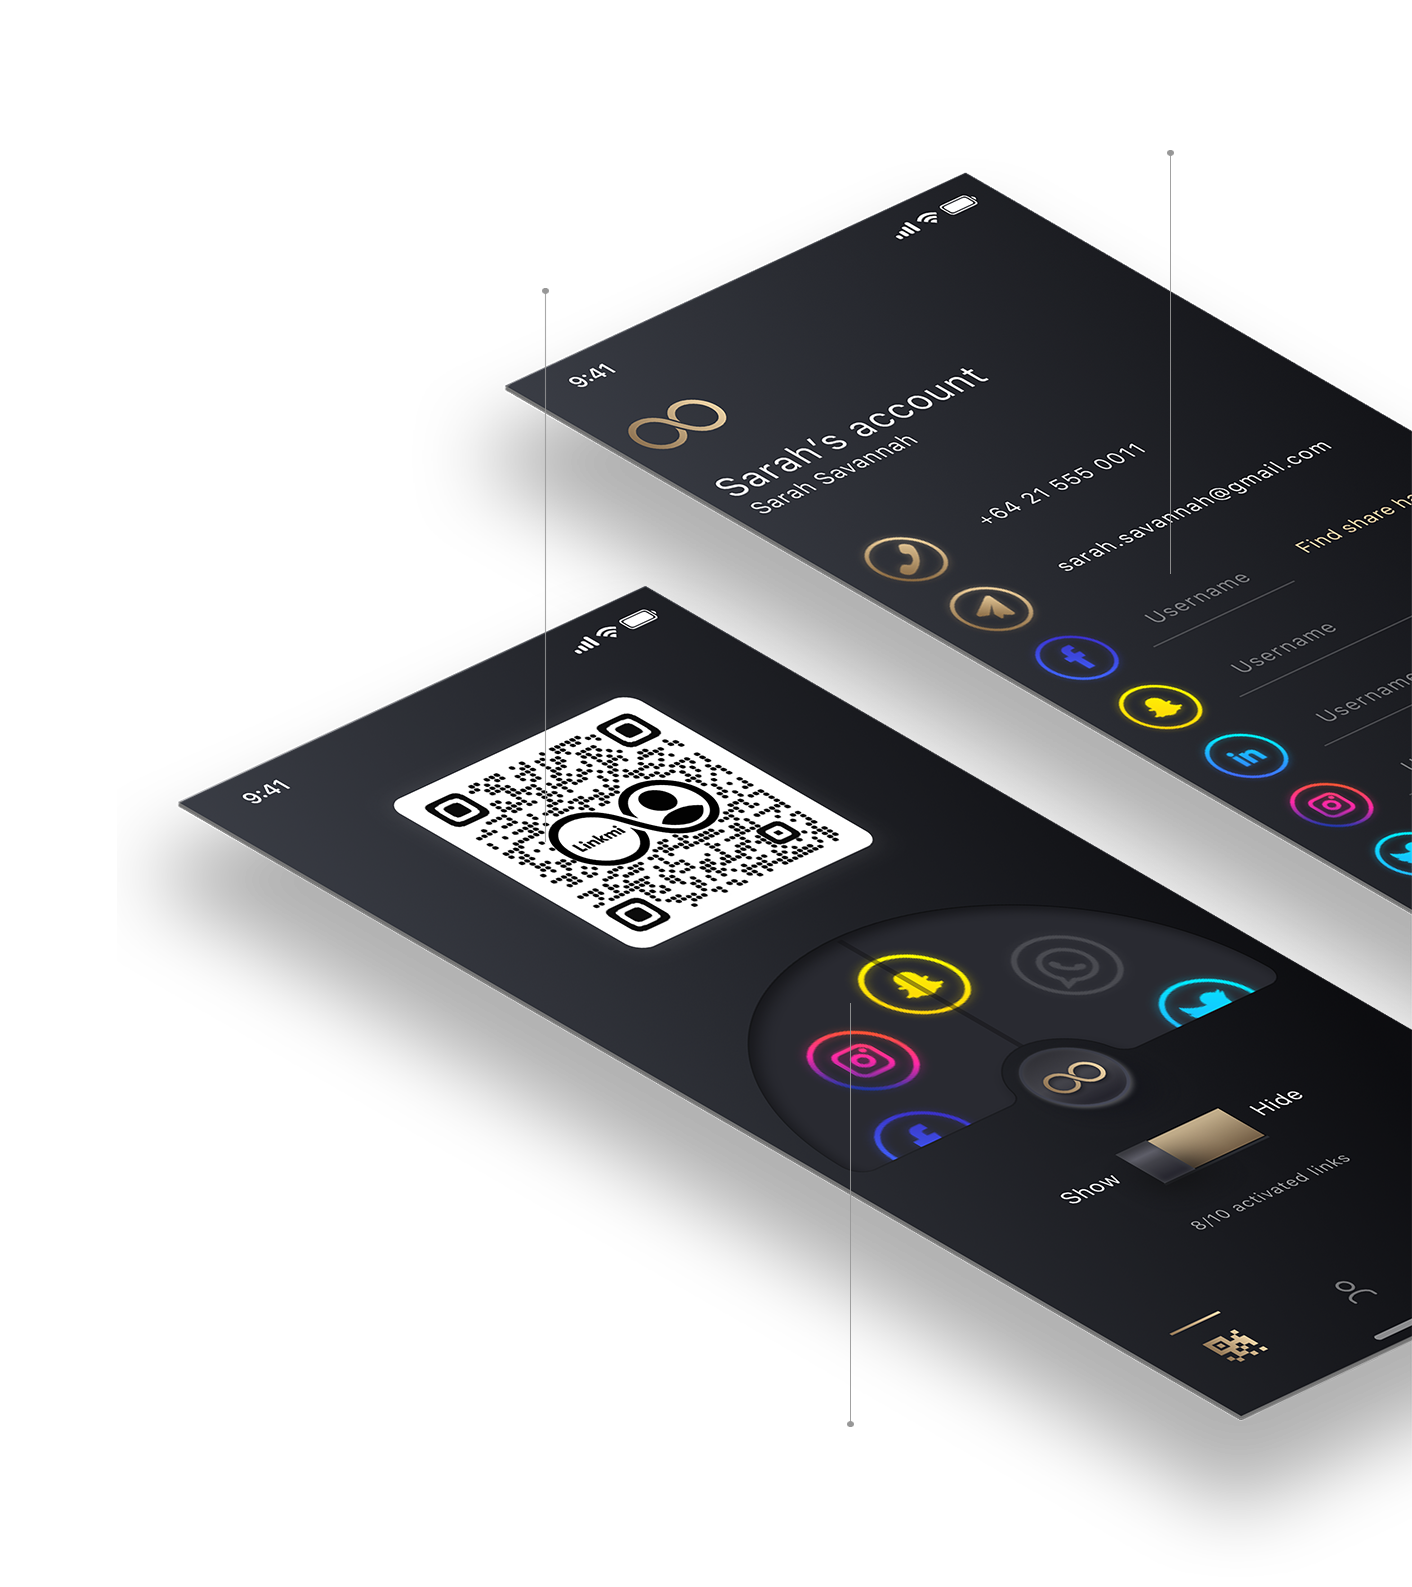 9:41
Sarah's account
Sarah Savannah
+64 21 555 0011
sarah.savannah@gmail.com
Find share
Username
Username
Username
in
9:41
Linkmi
Show
Hide
8/10 activated links